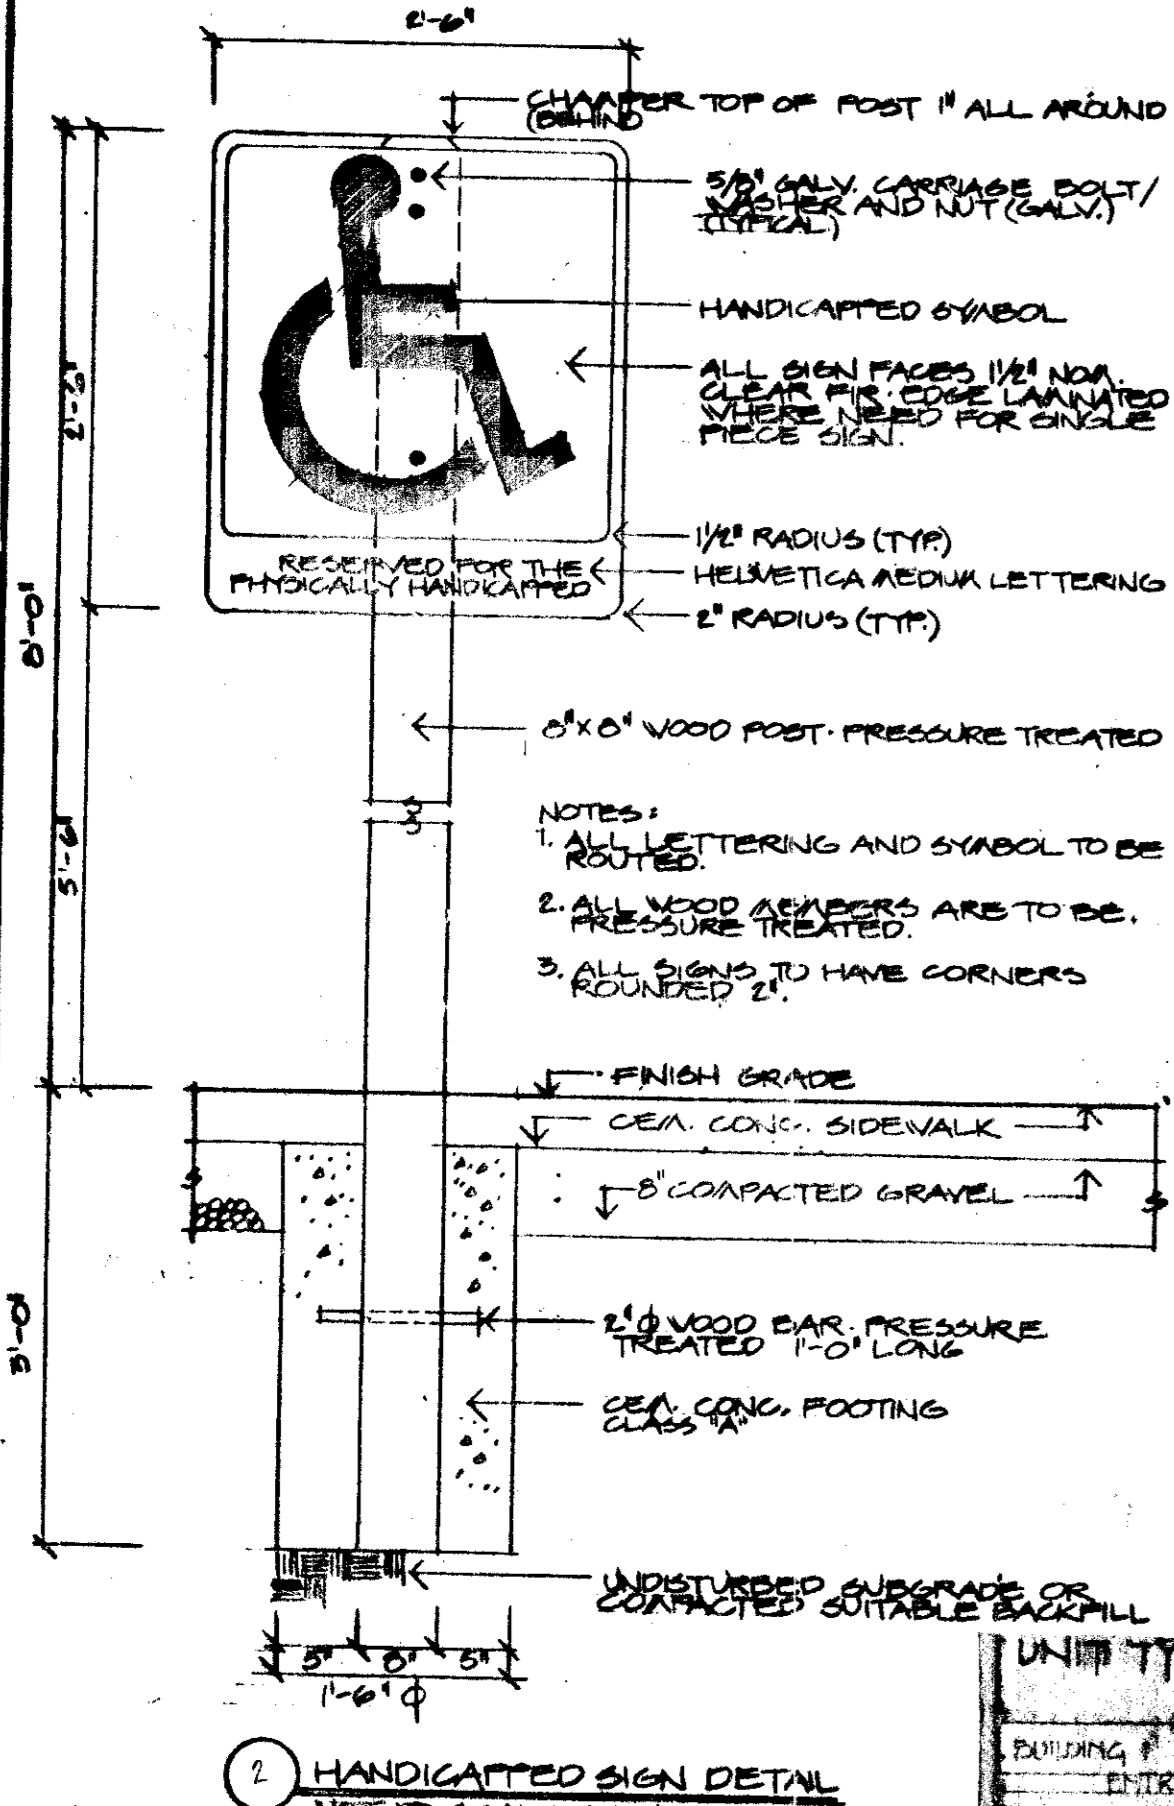 2'-6"
CHAMFER TOP OF POST 1" ALL AROUND
(BEHIND
5/8" GALV. CARRIAGE BOLT/
WASHER AND NUT (GALV.)
(TYPICAL)
HANDICAPPED SYMBOL
ALL SIGN FACES 1 1/2" NOM.
CLEAR FIR. EDGE LAMINATED
WHERE NEED FOR SINGLE
PIECE SIGN.
1 1/2" RADIUS (TYP.)
RESERVED FOR THE
PHYSICALLY HANDICAPPED
HELVETICA MEDIUM LETTERING
2" RADIUS (TYP.)
8'-0"
5'-6"
8"X8" WOOD POST. PRESSURE TREATED
NOTES:
1. ALL LETTERING AND SYMBOL TO BE
ROUTED.
2. ALL WOOD MEMBERS ARE TO BE.
PRESSURE TREATED.
3. ALL SIGNS TO HAVE CORNERS
ROUNDED 2".
FINISH GRADE
CEM. CONC. SIDEWALK
8" COMPACTED GRAVEL
3'-0"
2"Φ WOOD BAR. PRESSURE
TREATED 1'-0" LONG
CEM. CONC. FOOTING
CLASS "A"
UNDISTURBED SUBGRADE OR
COMPACTED SUITABLE BACKFILL
5" 8" 5"
1'-6" Φ
UNIT TY
BUILDING
ENTR
2 HANDICAPPED SIGN DETAIL